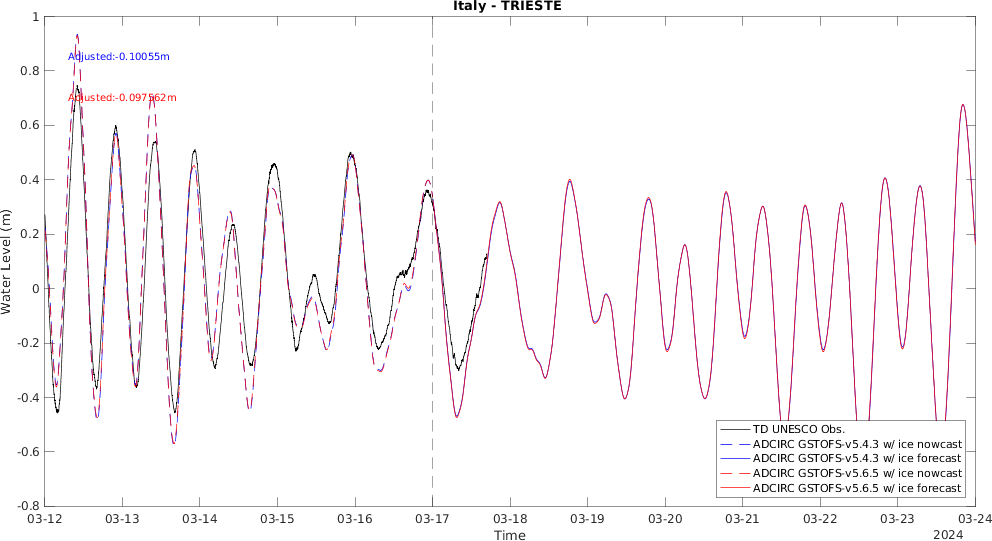 Italy - TRIESTE
Water Level (m)
1
0.8
0.6
0.4
0.2
0
-0.2
-0.4
-0.6
-0.8
Adjusted:-0.10055m
Adjusted:-0.097562m
TD UNESCO Obs.
ADCIRC GSTOFS-v5.4.3 w/ ice nowcast
ADCIRC GSTOFS-v5.4.3 w/ ice forecast
ADCIRC GSTOFS-v5.6.5 w/ ice nowcast
ADCIRC GSTOFS-v5.6.5 w/ ice forecast
03-12 03-13 03-14 03-15 03-16 03-17 03-18 03-19 03-20 03-21 03-22 03-23 03-24
Time
2024